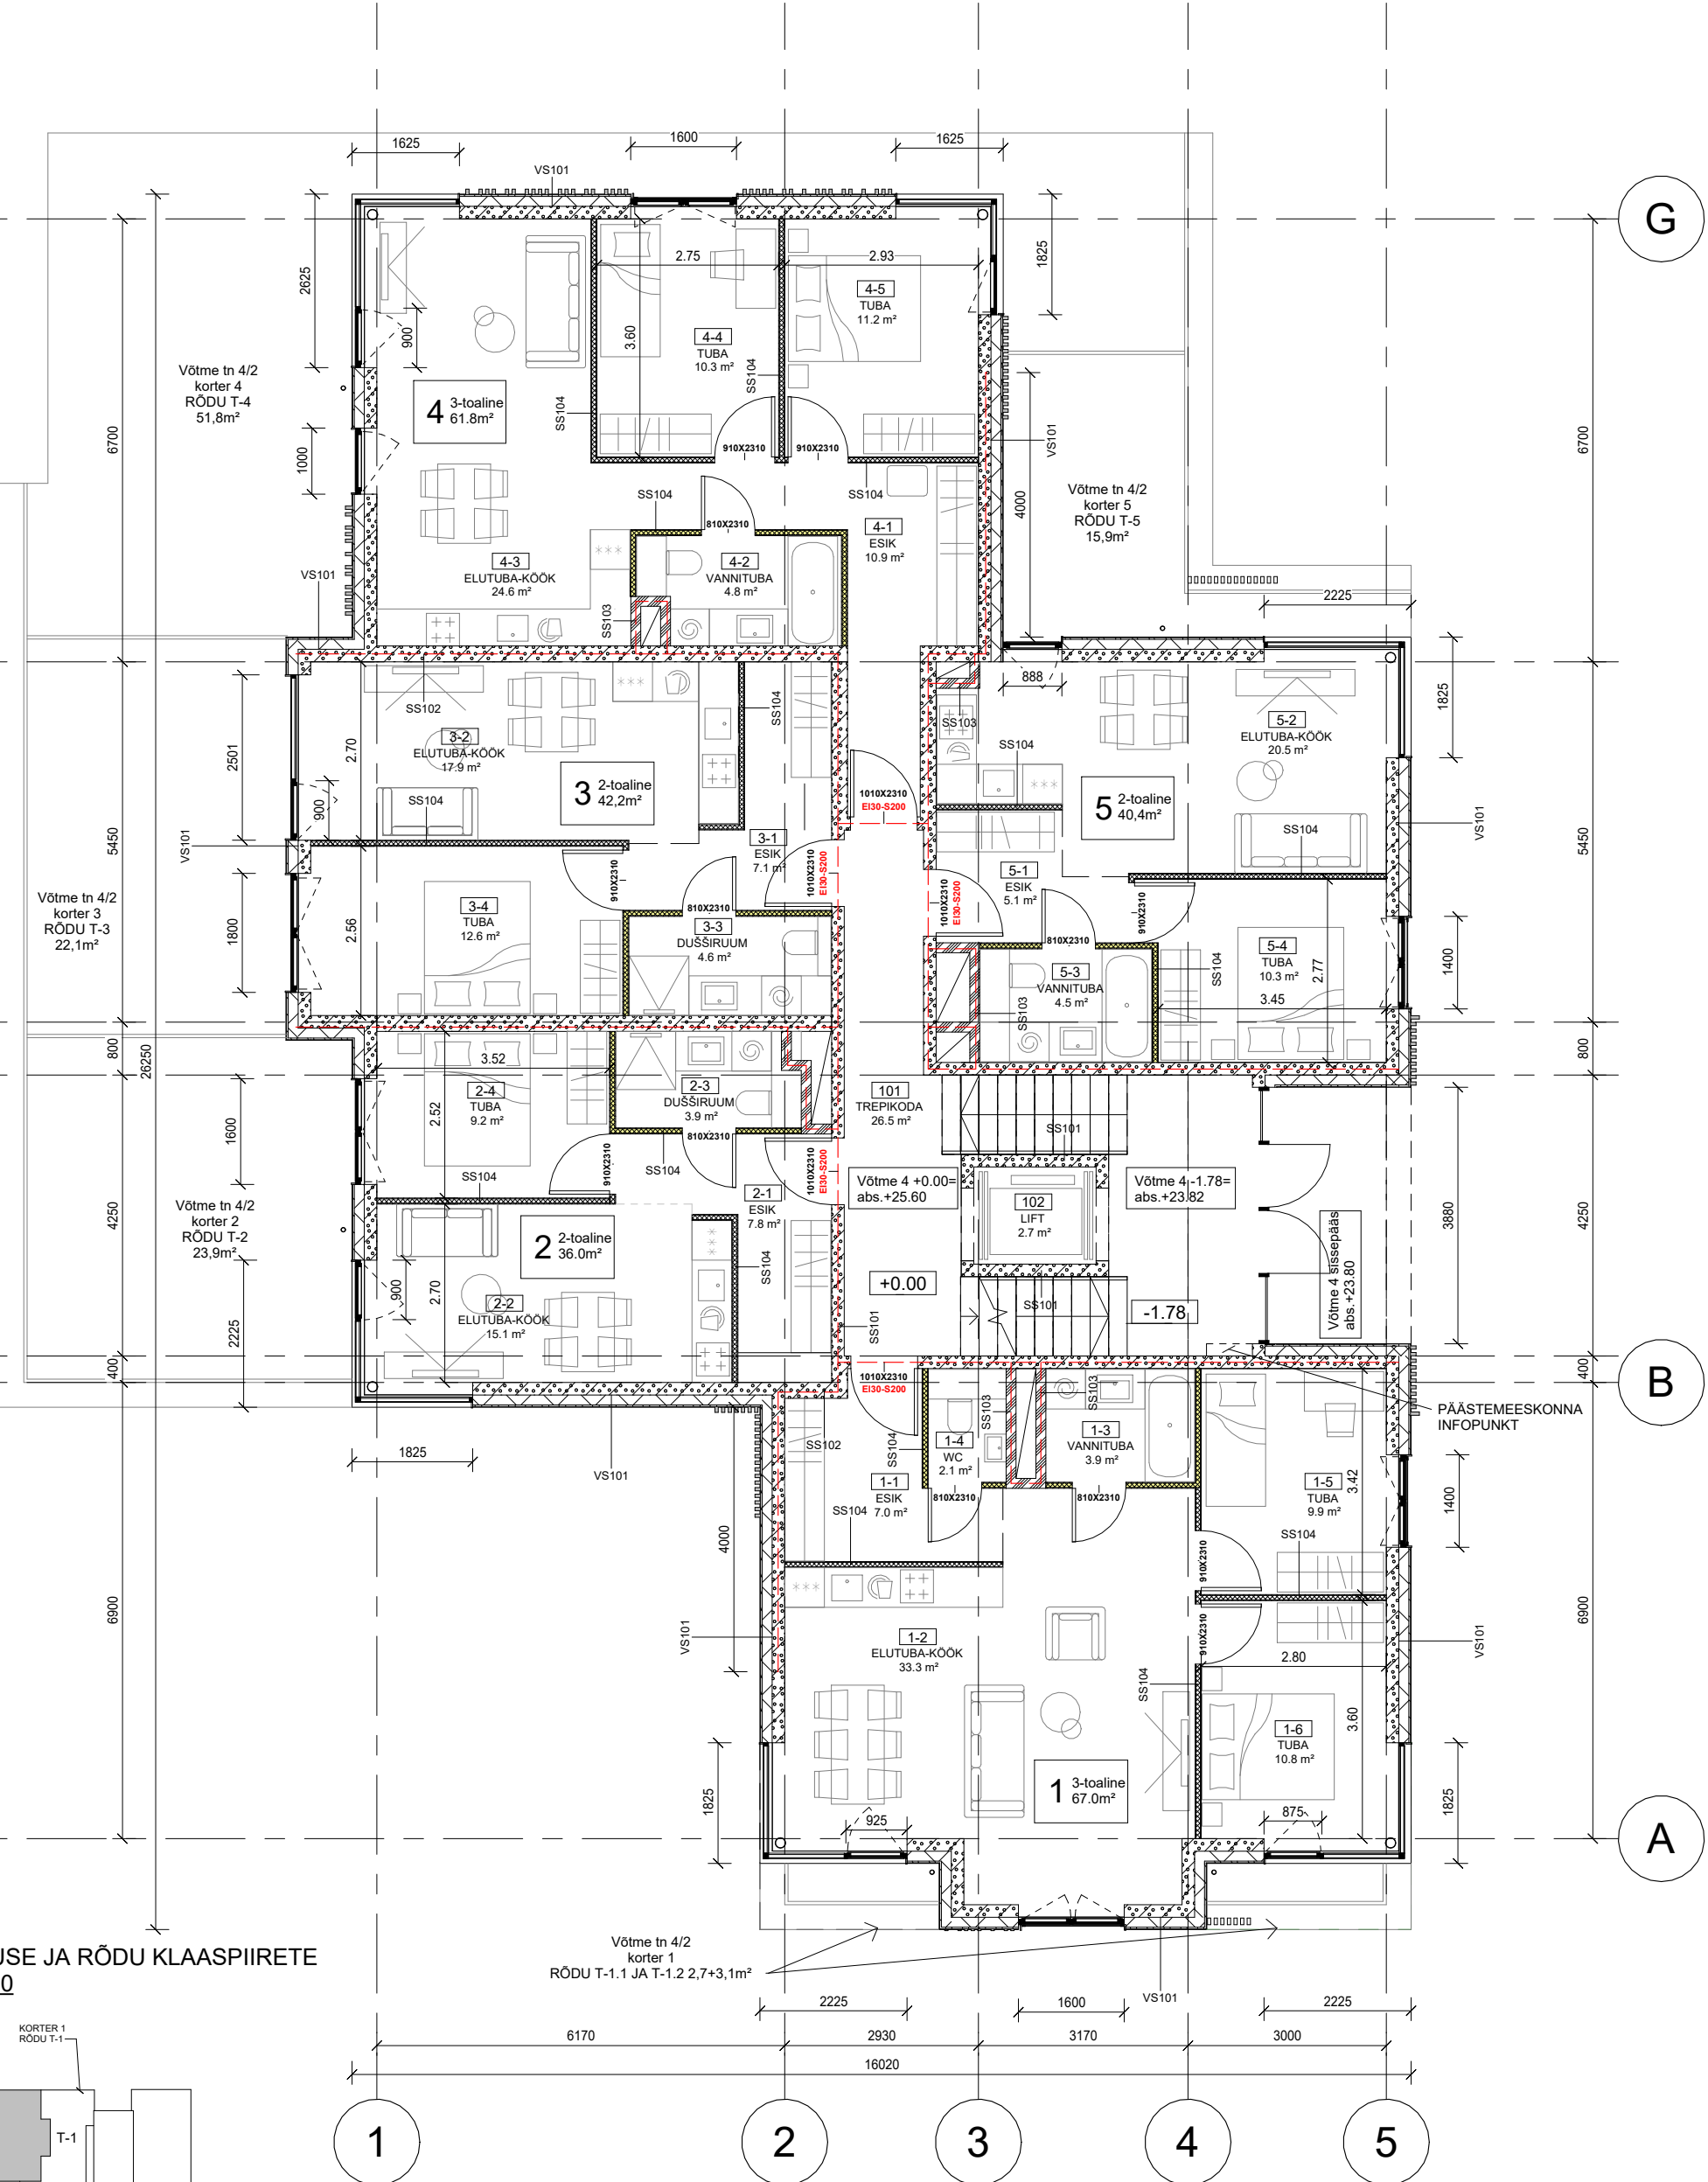 1625
1600
1625
VS101
G
2625
900
2.75
2.93
1825
4-5
TUBA
11.2 m²
3.60
4-4
TUBA
10.3 m²
SS104
SS104
Võtme tn 4/2
korter 4
RÕDU T-4
51,8m²
4
3-toaline
61.8m²
910X2310
910X2310
VS101
6700
1000
6700
SS104
SS104
4000
Võtme tn 4/2
korter 5
RÕDU T-5
15,9m²
810X2310
4-1
ESIK
10.9 m²
4-3
ELUTUBA-KÖÖK
24.6 m²
4-2
VANNITUBA
4.8 m²
VS101
SS103
2225
888
1825
SS102
SS104
SS103
5-2
ELUTUBA-KÖÖK
20.5 m²
3-2
ELUTUBA-KÖÖK
17.9 m²
2.70
2501
900
SS104
SS104
3
2-toaline
42,2m²
1010X2310
EI30-S200
5
2-toaline
40,4m²
SS104
VS101
VS101
5450
5450
3-1
ESIK
7.1 m²
1010X2310
EI30-S200
5-1
ESIK
5.1 m²
1010X2310
EI30-S200
910X2310
910X2310
810X2310
810X2310
Võtme tn 4/2
korter 3
RÕDU T-3
22,1m²
1800
2.56
3-4
TUBA
12.6 m²
3-3
DUŠŠIRUUM
4.6 m²
5-3
VANNITUBA
4.5 m²
SS103
SS104
5-4
TUBA
10.3 m²
2.77
3.45
1400
800
26250
800
3.52
2-4
TUBA
9.2 m²
2.52
2-3
DUŠŠIRUUM
3.9 m²
101
TREPIKODA
26.5 m²
SS101
1600
810X2310
SS104
SS104
910X2310
1010X2310
EI30-S200
Võtme 4 +0.00=
abs.+25.60
Võtme 4 -1.78=
abs.+23.82
102
LIFT
2.7 m²
2-1
ESIK
7.8 m²
Võtme tn 4/2
korter 2
RÕDU T-2
23,9m²
4250
2
2-toaline
36.0m²
SS104
3880
4250
900
2.70
2-2
ELUTUBA-KÖÖK
15.1 m²
+0.00
SS101
-1.78
SS101
Võtme 4 sissepääs
abs.+23.80
2225
400
400
B
1010X2310
EI30-S200
PÄÄSTEMEESKONNA
INFOPUNKT
1825
VS101
SS102
SS104
SS103
SS103
1-4
WC
2.1 m²
1-3
VANNITUBA
3.9 m²
1-1
ESIK
7.0 m²
810X2310
810X2310
3.42
1-5
TUBA
9.9 m²
1400
SS104
SS104
4000
910X2310
6900
6900
VS101
1-2
ELUTUBA-KÖÖK
33.3 m²
910X2310
2.80
VS101
SS104
3.60
1-6
TUBA
10.8 m²
1
3-toaline
67.0m²
1825
925
875
1825
A
Võtme tn 4/2
korter 1
RÕDU T-1.1 JA T-1.2 2,7+3,1m²
USE JA RÕDU KLAASPIIRETE
0
VS101
2225
1600
2225
KORTER 1
RÕDU T-1
6170
2930
3170
3000
16020
T-1
1
2
3
4
5